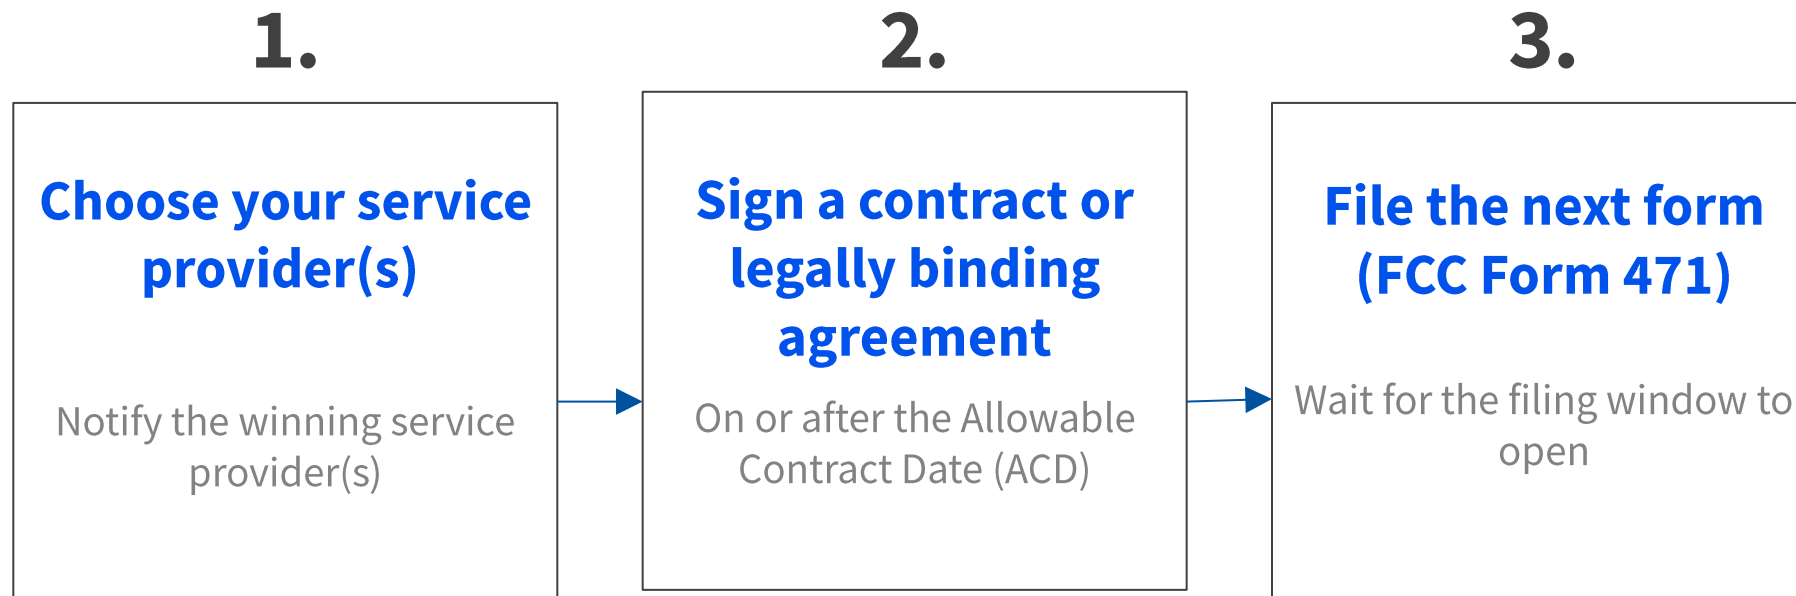 1.
Choose your service
provider(s)
Notify the winning service
provider(s)
2.
Sign a contract or
legally binding
agreement
On or after the Allowable
Contract Date (ACD)
3.
File the next form
(FCC Form 471)
Wait for the filing window to
open